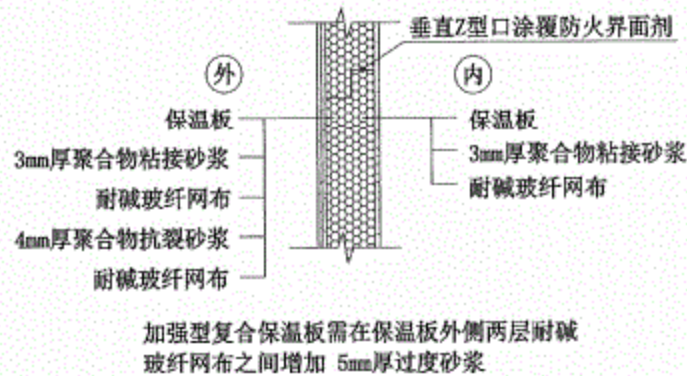 垂直Z型口涂覆防火界面剂
外
内
保温板
3mm厚聚合物粘接砂浆
耐碱玻纤网布
4mm厚聚合物抗裂砂浆
耐碱玻纤网布
保温板
3mm厚聚合物粘接砂浆
耐碱玻纤网布
加强型复合保温板需在保温板外侧两层耐碱
玻纤网布之间增加 5mm厚过度砂浆